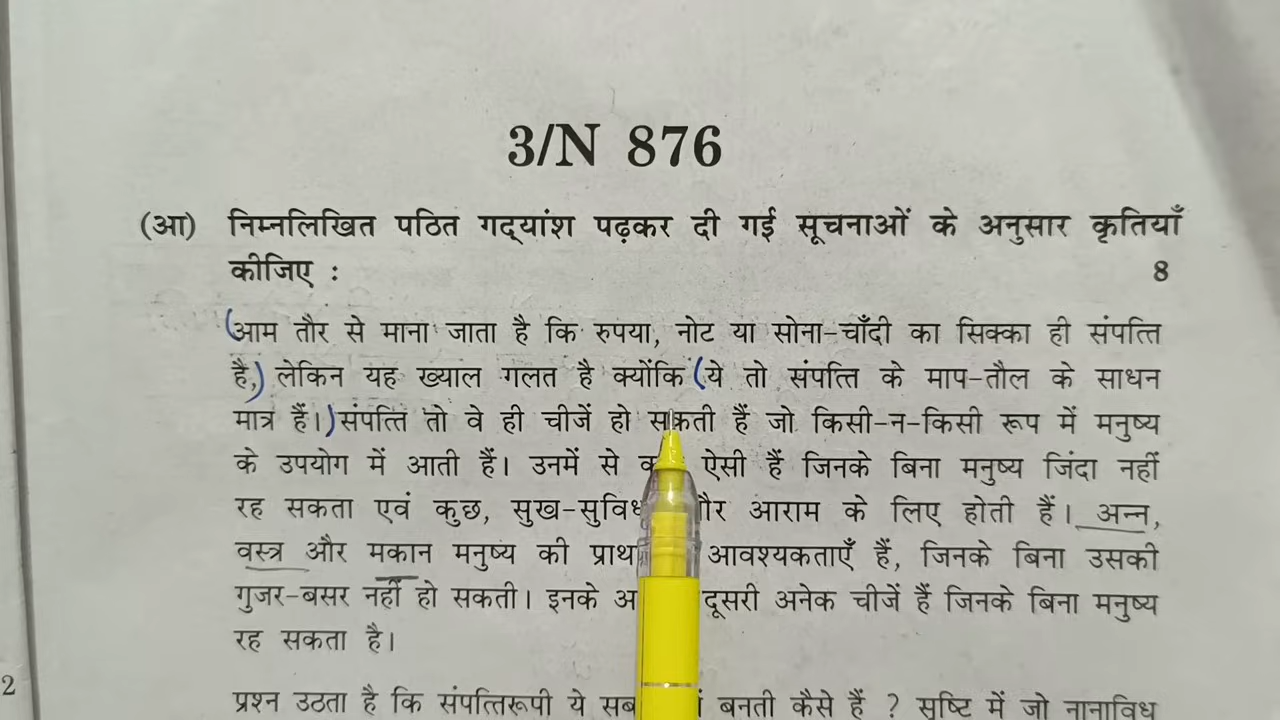 3/N 876
(आ) निम्नलिखित पठित गद्यांश पढ़कर दी गई सूचनाओं के अनुसार कृतियाँ
कीजिए : 8
(आम तौर से माना जाता है कि रुपया, नोट या सोना-चाँदी का सिक्का ही संपत्ति
है,) लेकिन यह ख्याल गलत है क्योंकि (ये तो संपत्ति के माप-तौल के साधन
मात्र हैं।) संपत्ति तो वे ही चीजें हो सकती हैं जो किसी-न-किसी रूप में मनुष्य
के उपयोग में आती हैं। उनमें से ऐसी हैं जिनके बिना मनुष्य जिंदा नहीं
रह सकता एवं कुछ, और आराम के लिए होती हैं। अन्न,
वस्त्र और मकान मनुष्य की आवश्यकताएँ हैं, जिनके बिना उसकी
गुजर-बसर नहीं हो सकती। इनके दूसरी अनेक चीजें हैं जिनके बिना मनुष्य
रह सकता है।
प्रश्न उठता है कि संपत्तिरूपी ये सब बनती कैसे हैं ? सृष्टि में जो नानाविध
2